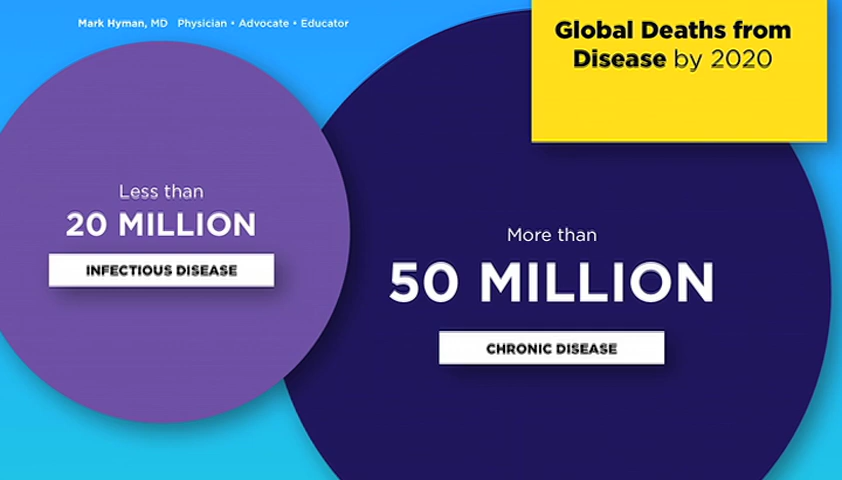 Mark Hyman, MD Physician • Advocate • Educator
Global Deaths from
Disease by 2020
Less than
20 MILLION
INFECTIOUS DISEASE
More than
50 MILLION
CHRONIC DISEASE